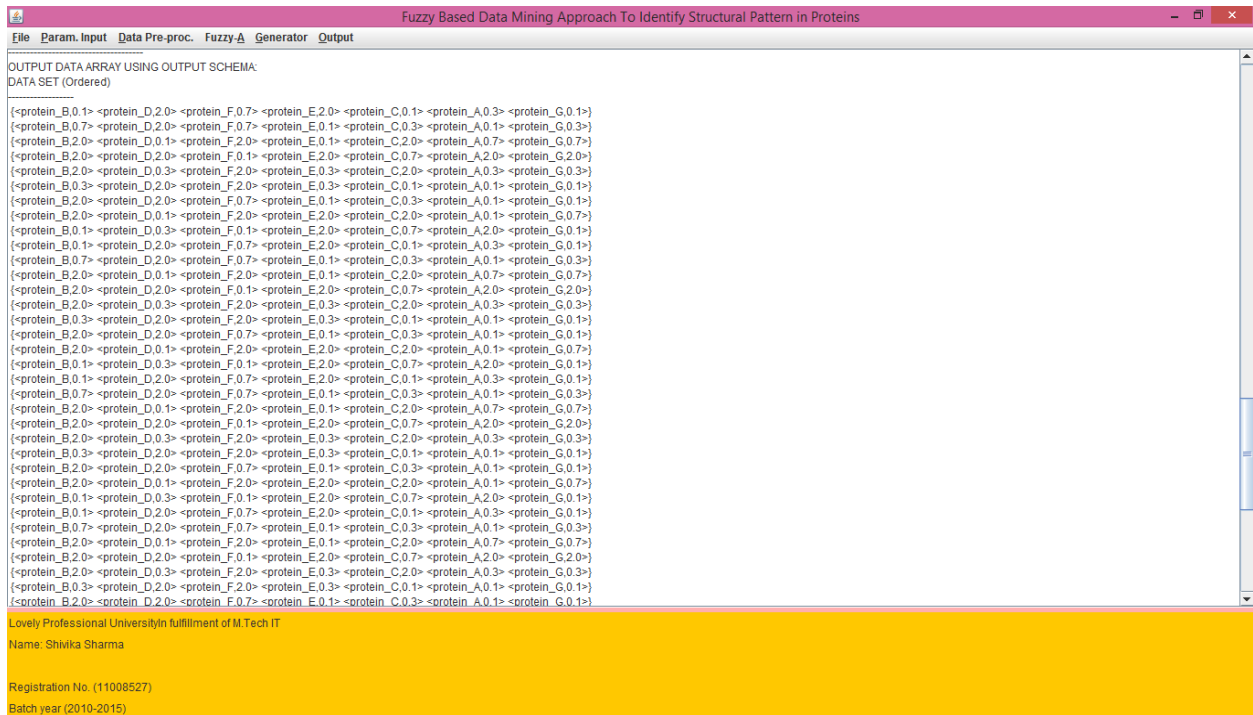 Fuzzy Based Data Mining Approach To Identify Structural Pattern in Proteins
File Param. Input Data Pre-proc. Fuzzy-A Generator Output
--------------------------------------
OUTPUT DATA ARRAY USING OUTPUT SCHEMA:
DATA SET (Ordered)
------------------
{<protein_B,0.1> <protein_D,2.0> <protein_F,0.7> <protein_E,2.0> <protein_C,0.1> <protein_A,0.3> <protein_G,0.1>}
{<protein_B,0.7> <protein_D,2.0> <protein_F,0.7> <protein_E,0.1> <protein_C,0.3> <protein_A,0.1> <protein_G,0.3>}
{<protein_B,2.0> <protein_D,0.1> <protein_F,2.0> <protein_E,0.1> <protein_C,2.0> <protein_A,0.7> <protein_G,0.7>}
{<protein_B,2.0> <protein_D,2.0> <protein_F,0.1> <protein_E,2.0> <protein_C,0.7> <protein_A,2.0> <protein_G,2.0>}
{<protein_B,2.0> <protein_D,0.3> <protein_F,2.0> <protein_E,0.3> <protein_C,2.0> <protein_A,0.3> <protein_G,0.3>}
{<protein_B,0.3> <protein_D,2.0> <protein_F,2.0> <protein_E,0.3> <protein_C,0.1> <protein_A,0.1> <protein_G,0.1>}
{<protein_B,2.0> <protein_D,2.0> <protein_F,0.7> <protein_E,0.1> <protein_C,0.3> <protein_A,0.1> <protein_G,0.1>}
{<protein_B,2.0> <protein_D,0.1> <protein_F,2.0> <protein_E,2.0> <protein_C,2.0> <protein_A,0.1> <protein_G,0.7>}
{<protein_B,0.1> <protein_D,0.3> <protein_F,0.1> <protein_E,2.0> <protein_C,0.7> <protein_A,2.0> <protein_G,0.1>}
{<protein_B,0.1> <protein_D,2.0> <protein_F,0.7> <protein_E,2.0> <protein_C,0.1> <protein_A,0.3> <protein_G,0.1>}
{<protein_B,0.7> <protein_D,2.0> <protein_F,0.7> <protein_E,0.1> <protein_C,0.3> <protein_A,0.1> <protein_G,0.3>}
{<protein_B,2.0> <protein_D,0.1> <protein_F,2.0> <protein_E,0.1> <protein_C,2.0> <protein_A,0.7> <protein_G,0.7>}
{<protein_B,2.0> <protein_D,2.0> <protein_F,0.1> <protein_E,2.0> <protein_C,0.7> <protein_A,2.0> <protein_G,2.0>}
{<protein_B,2.0> <protein_D,0.3> <protein_F,2.0> <protein_E,0.3> <protein_C,2.0> <protein_A,0.3> <protein_G,0.3>}
{<protein_B,0.3> <protein_D,2.0> <protein_F,2.0> <protein_E,0.3> <protein_C,0.1> <protein_A,0.1> <protein_G,0.1>}
{<protein_B,2.0> <protein_D,2.0> <protein_F,0.7> <protein_E,0.1> <protein_C,0.3> <protein_A,0.1> <protein_G,0.1>}
{<protein_B,2.0> <protein_D,0.1> <protein_F,2.0> <protein_E,2.0> <protein_C,2.0> <protein_A,0.1> <protein_G,0.7>}
{<protein_B,0.1> <protein_D,0.3> <protein_F,0.1> <protein_E,2.0> <protein_C,0.7> <protein_A,2.0> <protein_G,0.1>}
{<protein_B,0.1> <protein_D,2.0> <protein_F,0.7> <protein_E,2.0> <protein_C,0.1> <protein_A,0.3> <protein_G,0.1>}
{<protein_B,0.7> <protein_D,2.0> <protein_F,0.7> <protein_E,0.1> <protein_C,0.3> <protein_A,0.1> <protein_G,0.3>}
{<protein_B,2.0> <protein_D,0.1> <protein_F,2.0> <protein_E,0.1> <protein_C,2.0> <protein_A,0.7> <protein_G,0.7>}
{<protein_B,2.0> <protein_D,2.0> <protein_F,0.1> <protein_E,2.0> <protein_C,0.7> <protein_A,2.0> <protein_G,2.0>}
{<protein_B,2.0> <protein_D,0.3> <protein_F,2.0> <protein_E,0.3> <protein_C,2.0> <protein_A,0.3> <protein_G,0.3>}
{<protein_B,0.3> <protein_D,2.0> <protein_F,2.0> <protein_E,0.3> <protein_C,0.1> <protein_A,0.1> <protein_G,0.1>}
{<protein_B,2.0> <protein_D,2.0> <protein_F,0.7> <protein_E,0.1> <protein_C,0.3> <protein_A,0.1> <protein_G,0.1>}
{<protein_B,2.0> <protein_D,0.1> <protein_F,2.0> <protein_E,2.0> <protein_C,2.0> <protein_A,0.1> <protein_G,0.7>}
{<protein_B,0.1> <protein_D,0.3> <protein_F,0.1> <protein_E,2.0> <protein_C,0.7> <protein_A,2.0> <protein_G,0.1>}
{<protein_B,0.1> <protein_D,2.0> <protein_F,0.7> <protein_E,2.0> <protein_C,0.1> <protein_A,0.3> <protein_G,0.1>}
{<protein_B,0.7> <protein_D,2.0> <protein_F,0.7> <protein_E,0.1> <protein_C,0.3> <protein_A,0.1> <protein_G,0.3>}
{<protein_B,2.0> <protein_D,0.1> <protein_F,2.0> <protein_E,0.1> <protein_C,2.0> <protein_A,0.7> <protein_G,0.7>}
{<protein_B,2.0> <protein_D,2.0> <protein_F,0.1> <protein_E,2.0> <protein_C,0.7> <protein_A,2.0> <protein_G,2.0>}
{<protein_B,2.0> <protein_D,0.3> <protein_F,2.0> <protein_E,0.3> <protein_C,2.0> <protein_A,0.3> <protein_G,0.3>}
{<protein_B,0.3> <protein_D,2.0> <protein_F,2.0> <protein_E,0.3> <protein_C,0.1> <protein_A,0.1> <protein_G,0.1>}
{<protein_B,2.0> <protein_D,2.0> <protein_F,0.7> <protein_E,0.1> <protein_C,0.3> <protein_A,0.1> <protein_G,0.1>}
Lovely Professional UniversityIn fulfillment of M.Tech IT
Name: Shivika Sharma
Registration No. (11008527)
Batch year (2010-2015)